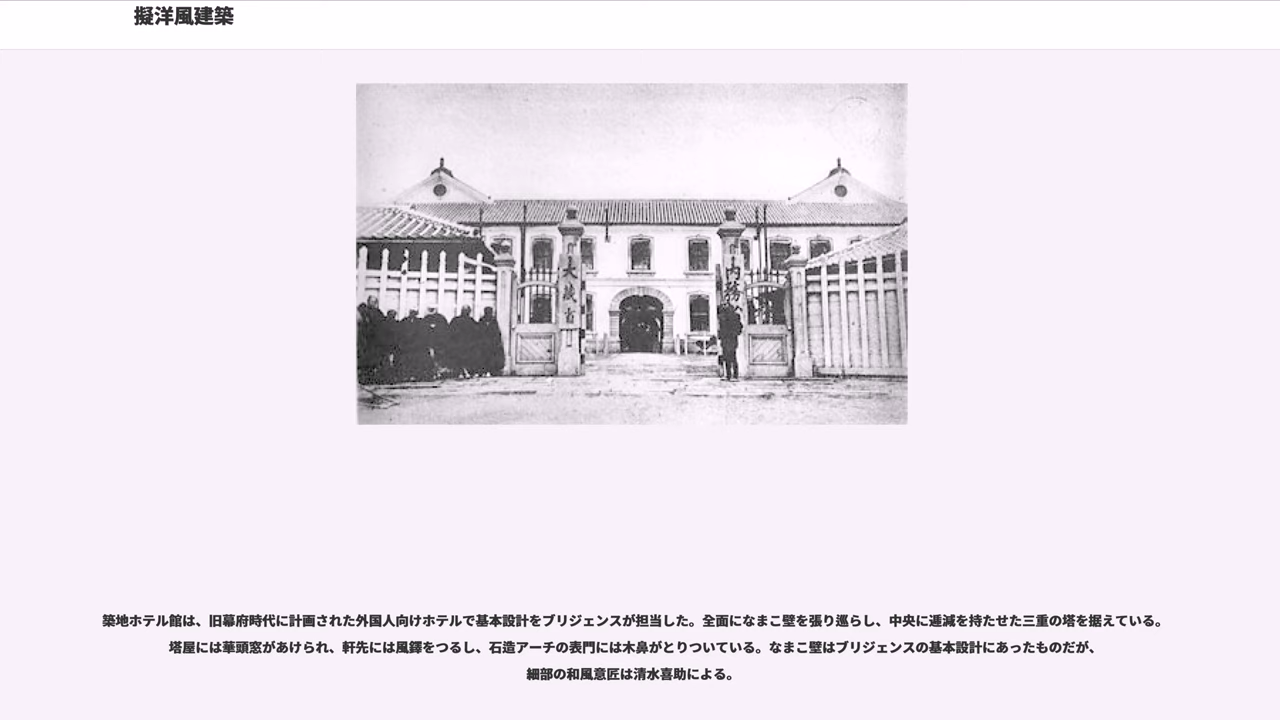 擬洋風建築
大蔵省
内務
築地ホテル館は、旧幕府時代に計画された外国人向けホテルで基本設計をブリジェンスが担当した。全面になまこ壁を張り巡らし、中央に逓減を持たせた三重の塔を据えている。
塔屋には華頭窓があけられ、軒先には風鐸をつるし、石造アーチの表門には木鼻がとりついている。なまこ壁はブリジェンスの基本設計にあったものだが、
細部の和風意匠は清水喜助による。